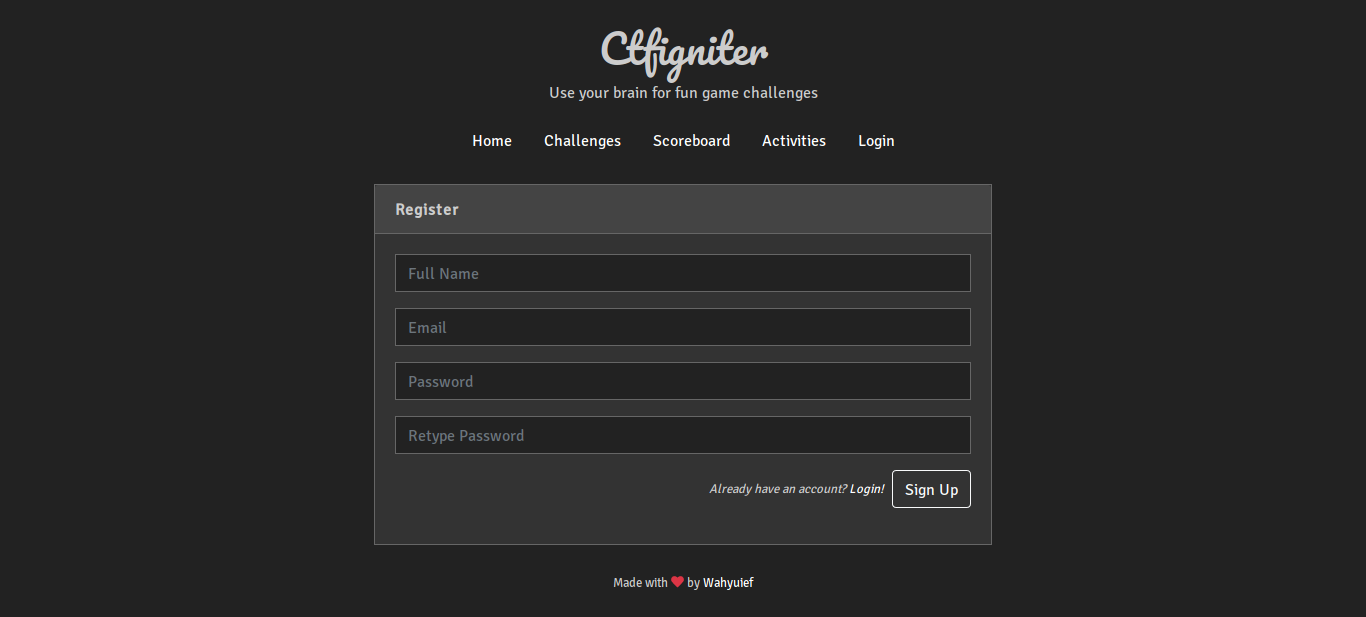 Ctfigniter
Use your brain for fun game challenges
Home Challenges Scoreboard Activities Login
Register
Full Name
Email
Password
Retype Password
Already have an account? Login! Sign Up
Made with ❤ by Wahyuief